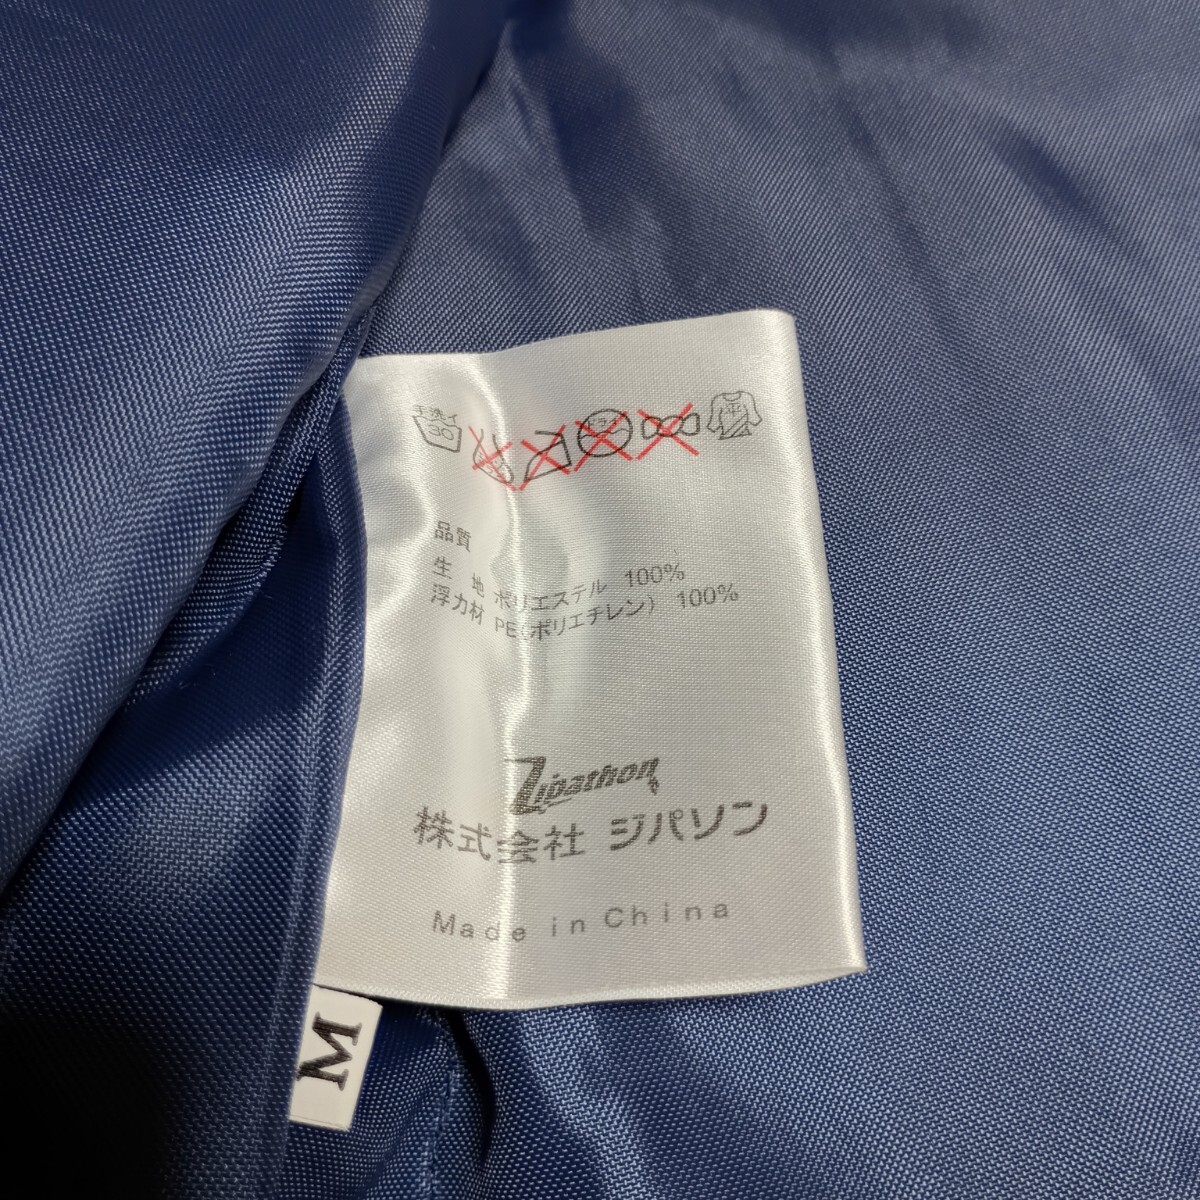 手洗イ
30
平
品質
生 地 ポリエステル 100%
浮力材 PE(ポリエチレン) 100%
Zipathon
株式会社 ジパソン
Made in China
M